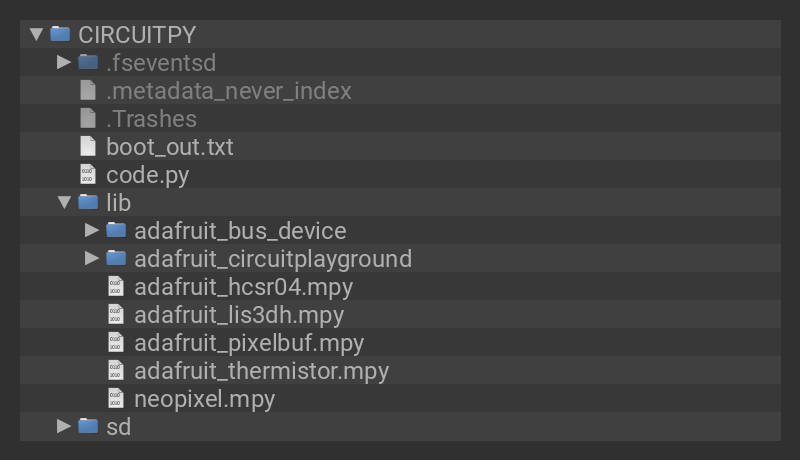 CIRCUITPY
.fseventsd
.metadata_never_index
.Trashes
boot_out.txt
code.py
lib
adafruit_bus_device
adafruit_circuitplayground
adafruit_hcsr04.mpy
adafruit_lis3dh.mpy
adafruit_pixelbuf.mpy
adafruit_thermistor.mpy
neopixel.mpy
sd